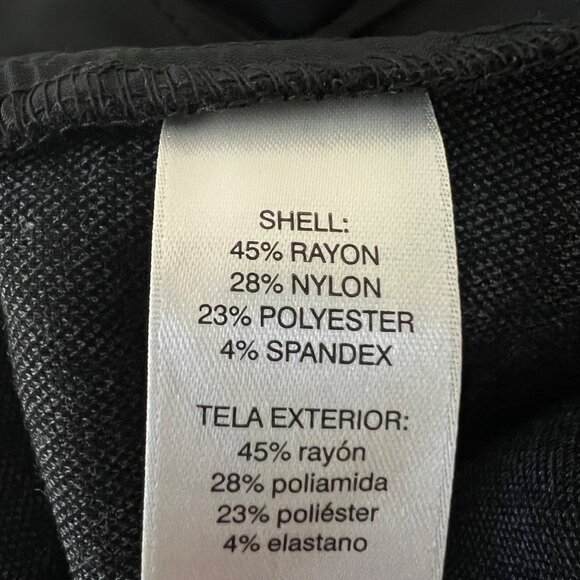 SHELL:
45% RAYON
28% NYLON
23% POLYESTER
4% SPANDEX
TELA EXTERIOR:
45% rayón
28% poliamida
23% poliéster
4% elastano